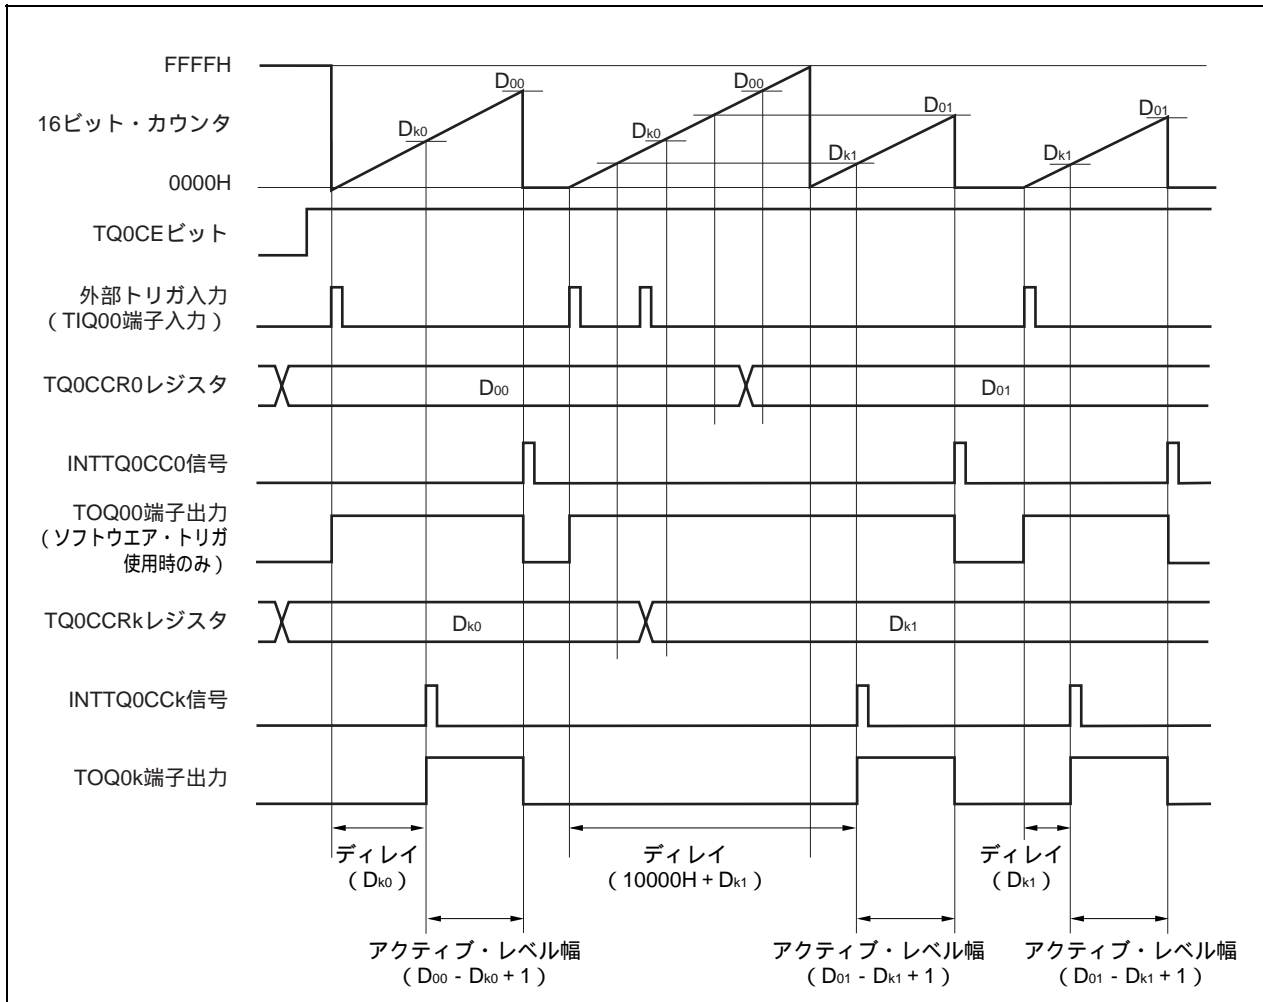 FFFFH
16ビット・カウンタ
0000H
D00
Dk0
D00
Dk0
D01
Dk1
D01
Dk1
TQ0CEビット
外部トリガ入力
(TIQ00端子入力)
TQ0CCR0レジスタ
D00
D01
INTTQ0CC0信号
TOQ00端子出力
(ソフトウエア・トリガ
使用時のみ)
TQ0CCRkレジスタ
Dk0
Dk1
INTTQ0CCk信号
TOQ0k端子出力
ディレイ
(Dk0)
ディレイ
(10000H + Dk1)
ディレイ
(Dk1)
アクティブ・レベル幅
(D00 - Dk0 + 1)
アクティブ・レベル幅
(D01 - Dk1 + 1)
アクティブ・レベル幅
(D01 - Dk1 + 1)